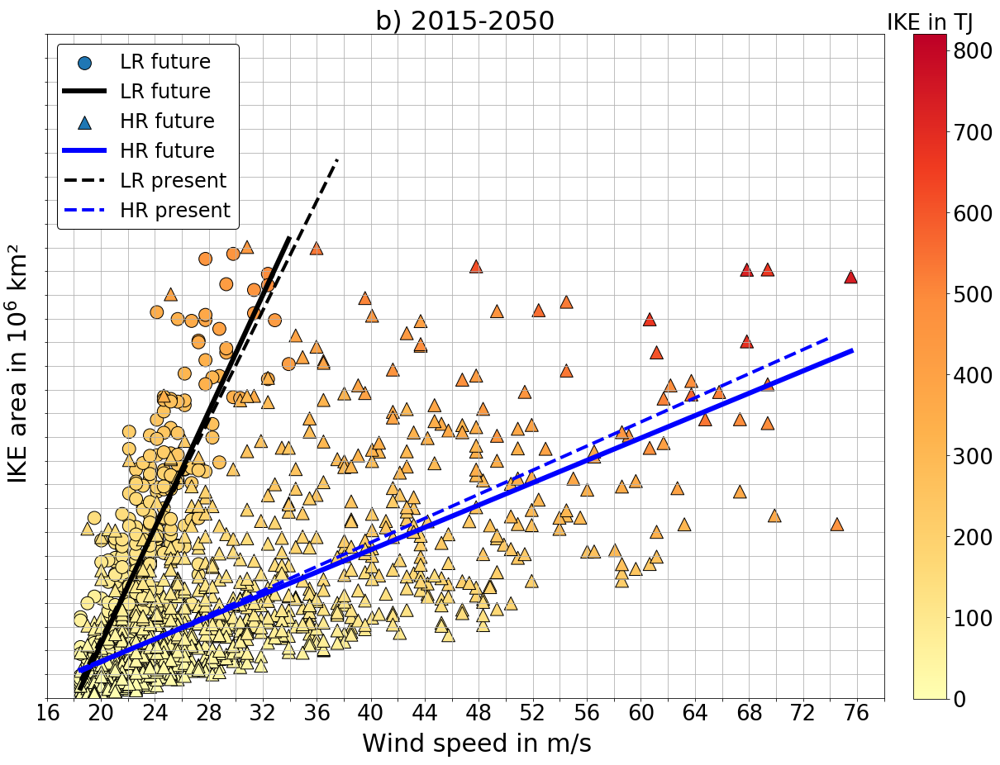 b) 2015-2050
IKE in TJ
LR future
LR future
HR future
HR future
LR present
HR present
IKE area in 10⁶ km²
16 20 24 28 32 36 40 44 48 52 56 60 64 68 72 76
Wind speed in m/s
800
700
600
500
400
300
200
100
0